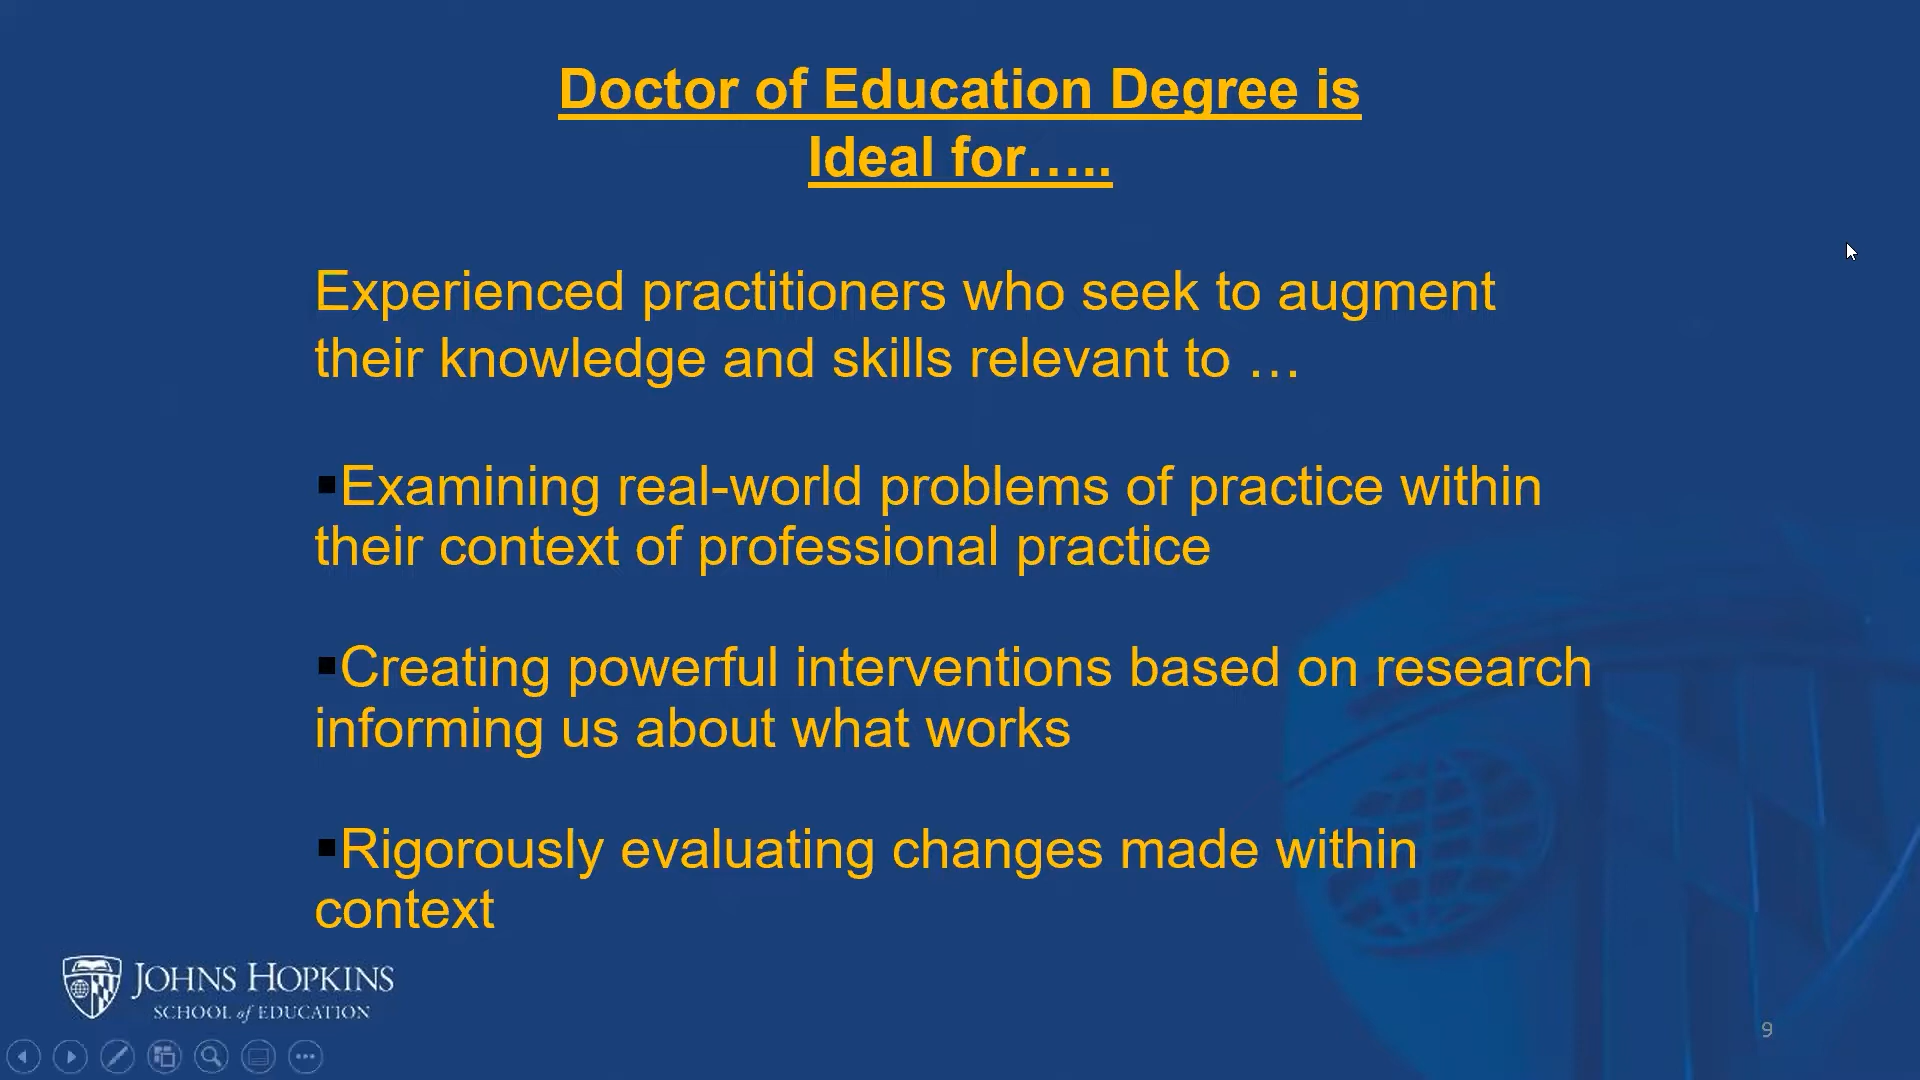 Doctor of Education Degree is
Ideal for…..
Experienced practitioners who seek to augment
their knowledge and skills relevant to …
▪Examining real-world problems of practice within
their context of professional practice
▪Creating powerful interventions based on research
informing us about what works
▪Rigorously evaluating changes made within
context
JOHNS HOPKINS
SCHOOL of EDUCATION
9